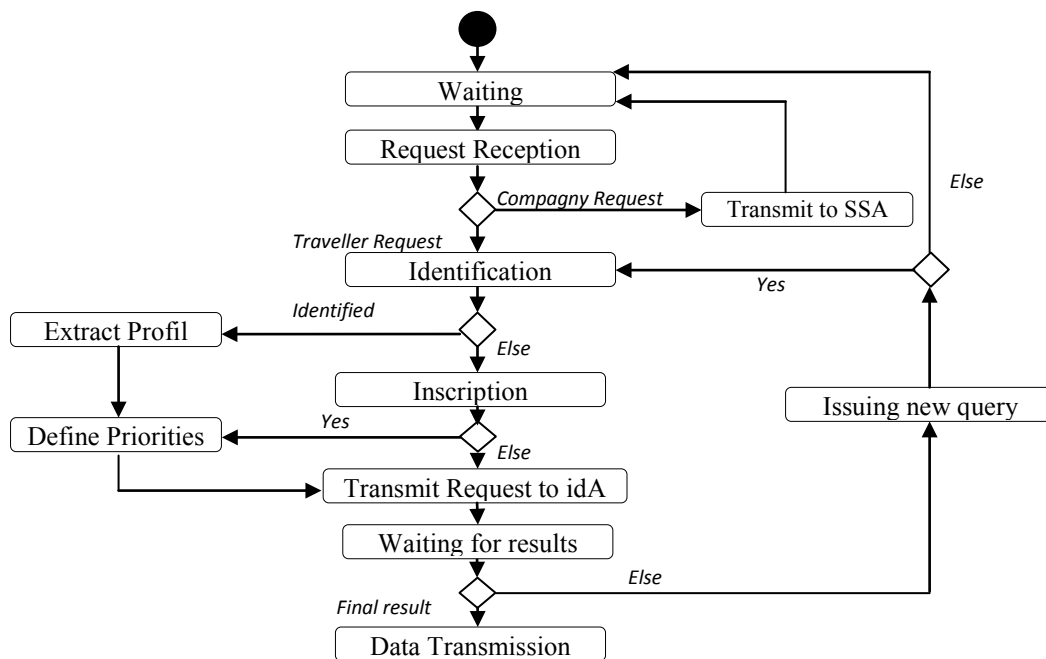 Waiting
Request Reception
Else
Compagny Request
Transmit to SSA
Traveller Request
Identification
Yes
Identified
Extract Profil
Else
Inscription
Issuing new query
Yes
Define Priorities
Else
Transmit Request to idA
Waiting for results
Else
Final result
Data Transmission